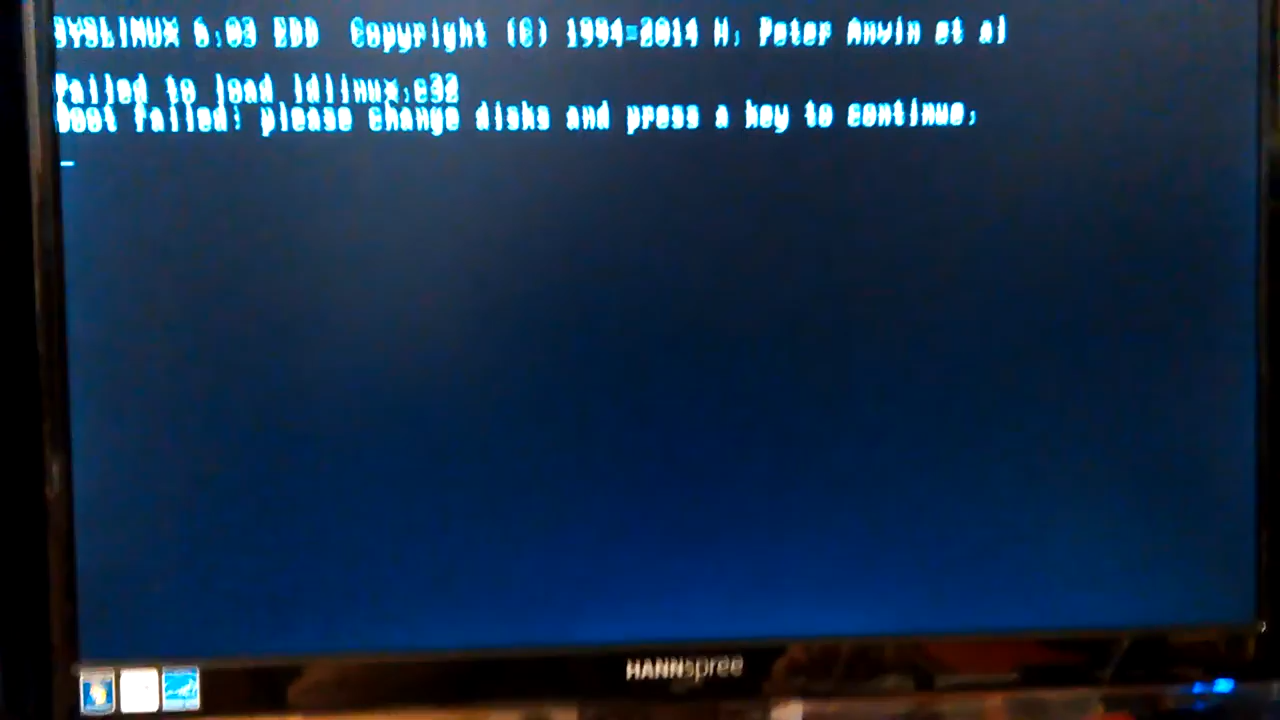 SYSLINUX 6.03 EDD Copyright (C) 1994-2014 H. Peter Anvin et al
Failed to load ldlinux.c32
Boot failed: please change disks and press a key to continue.
HANNspree